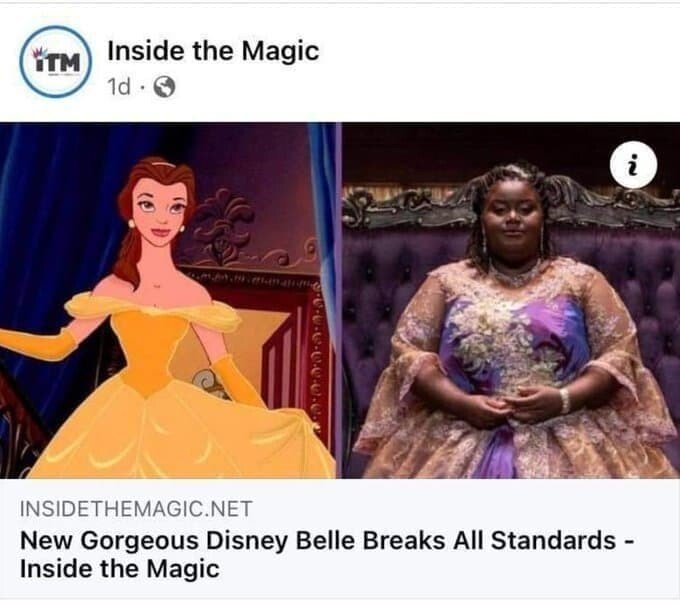 iTM
Inside the Magic
1d ·
i
INSIDETHEMAGIC.NET
New Gorgeous Disney Belle Breaks All Standards -
Inside the Magic